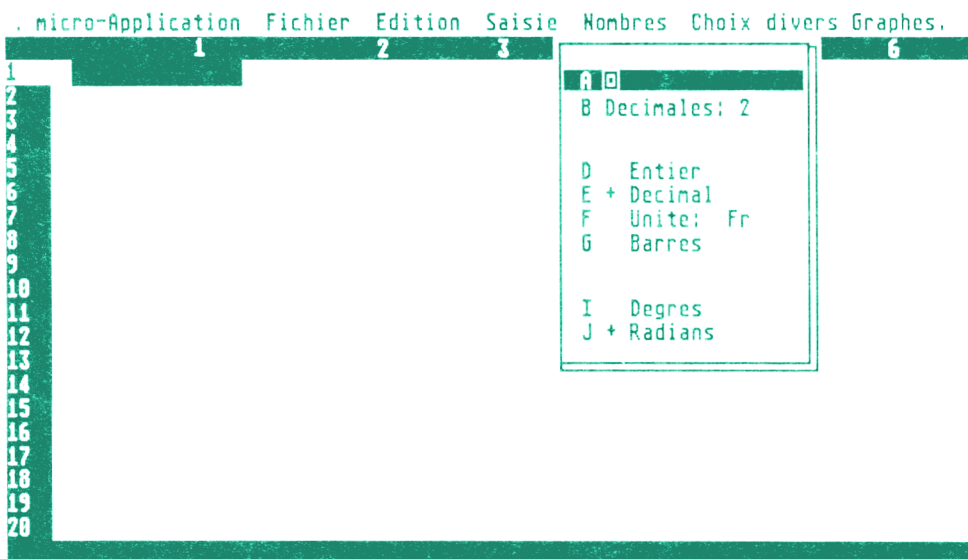 . micro-Application Fichier Edition Saisie Nombres Choix divers Graphes.
1 2 3 6
1
2
3
4
5
6
7
8
9
10
11
12
13
14
15
16
17
18
19
20
A
B Decimales: 2
D Entier
E + Decimal
F Unite: Fr
G Barres
I Degres
J + Radians